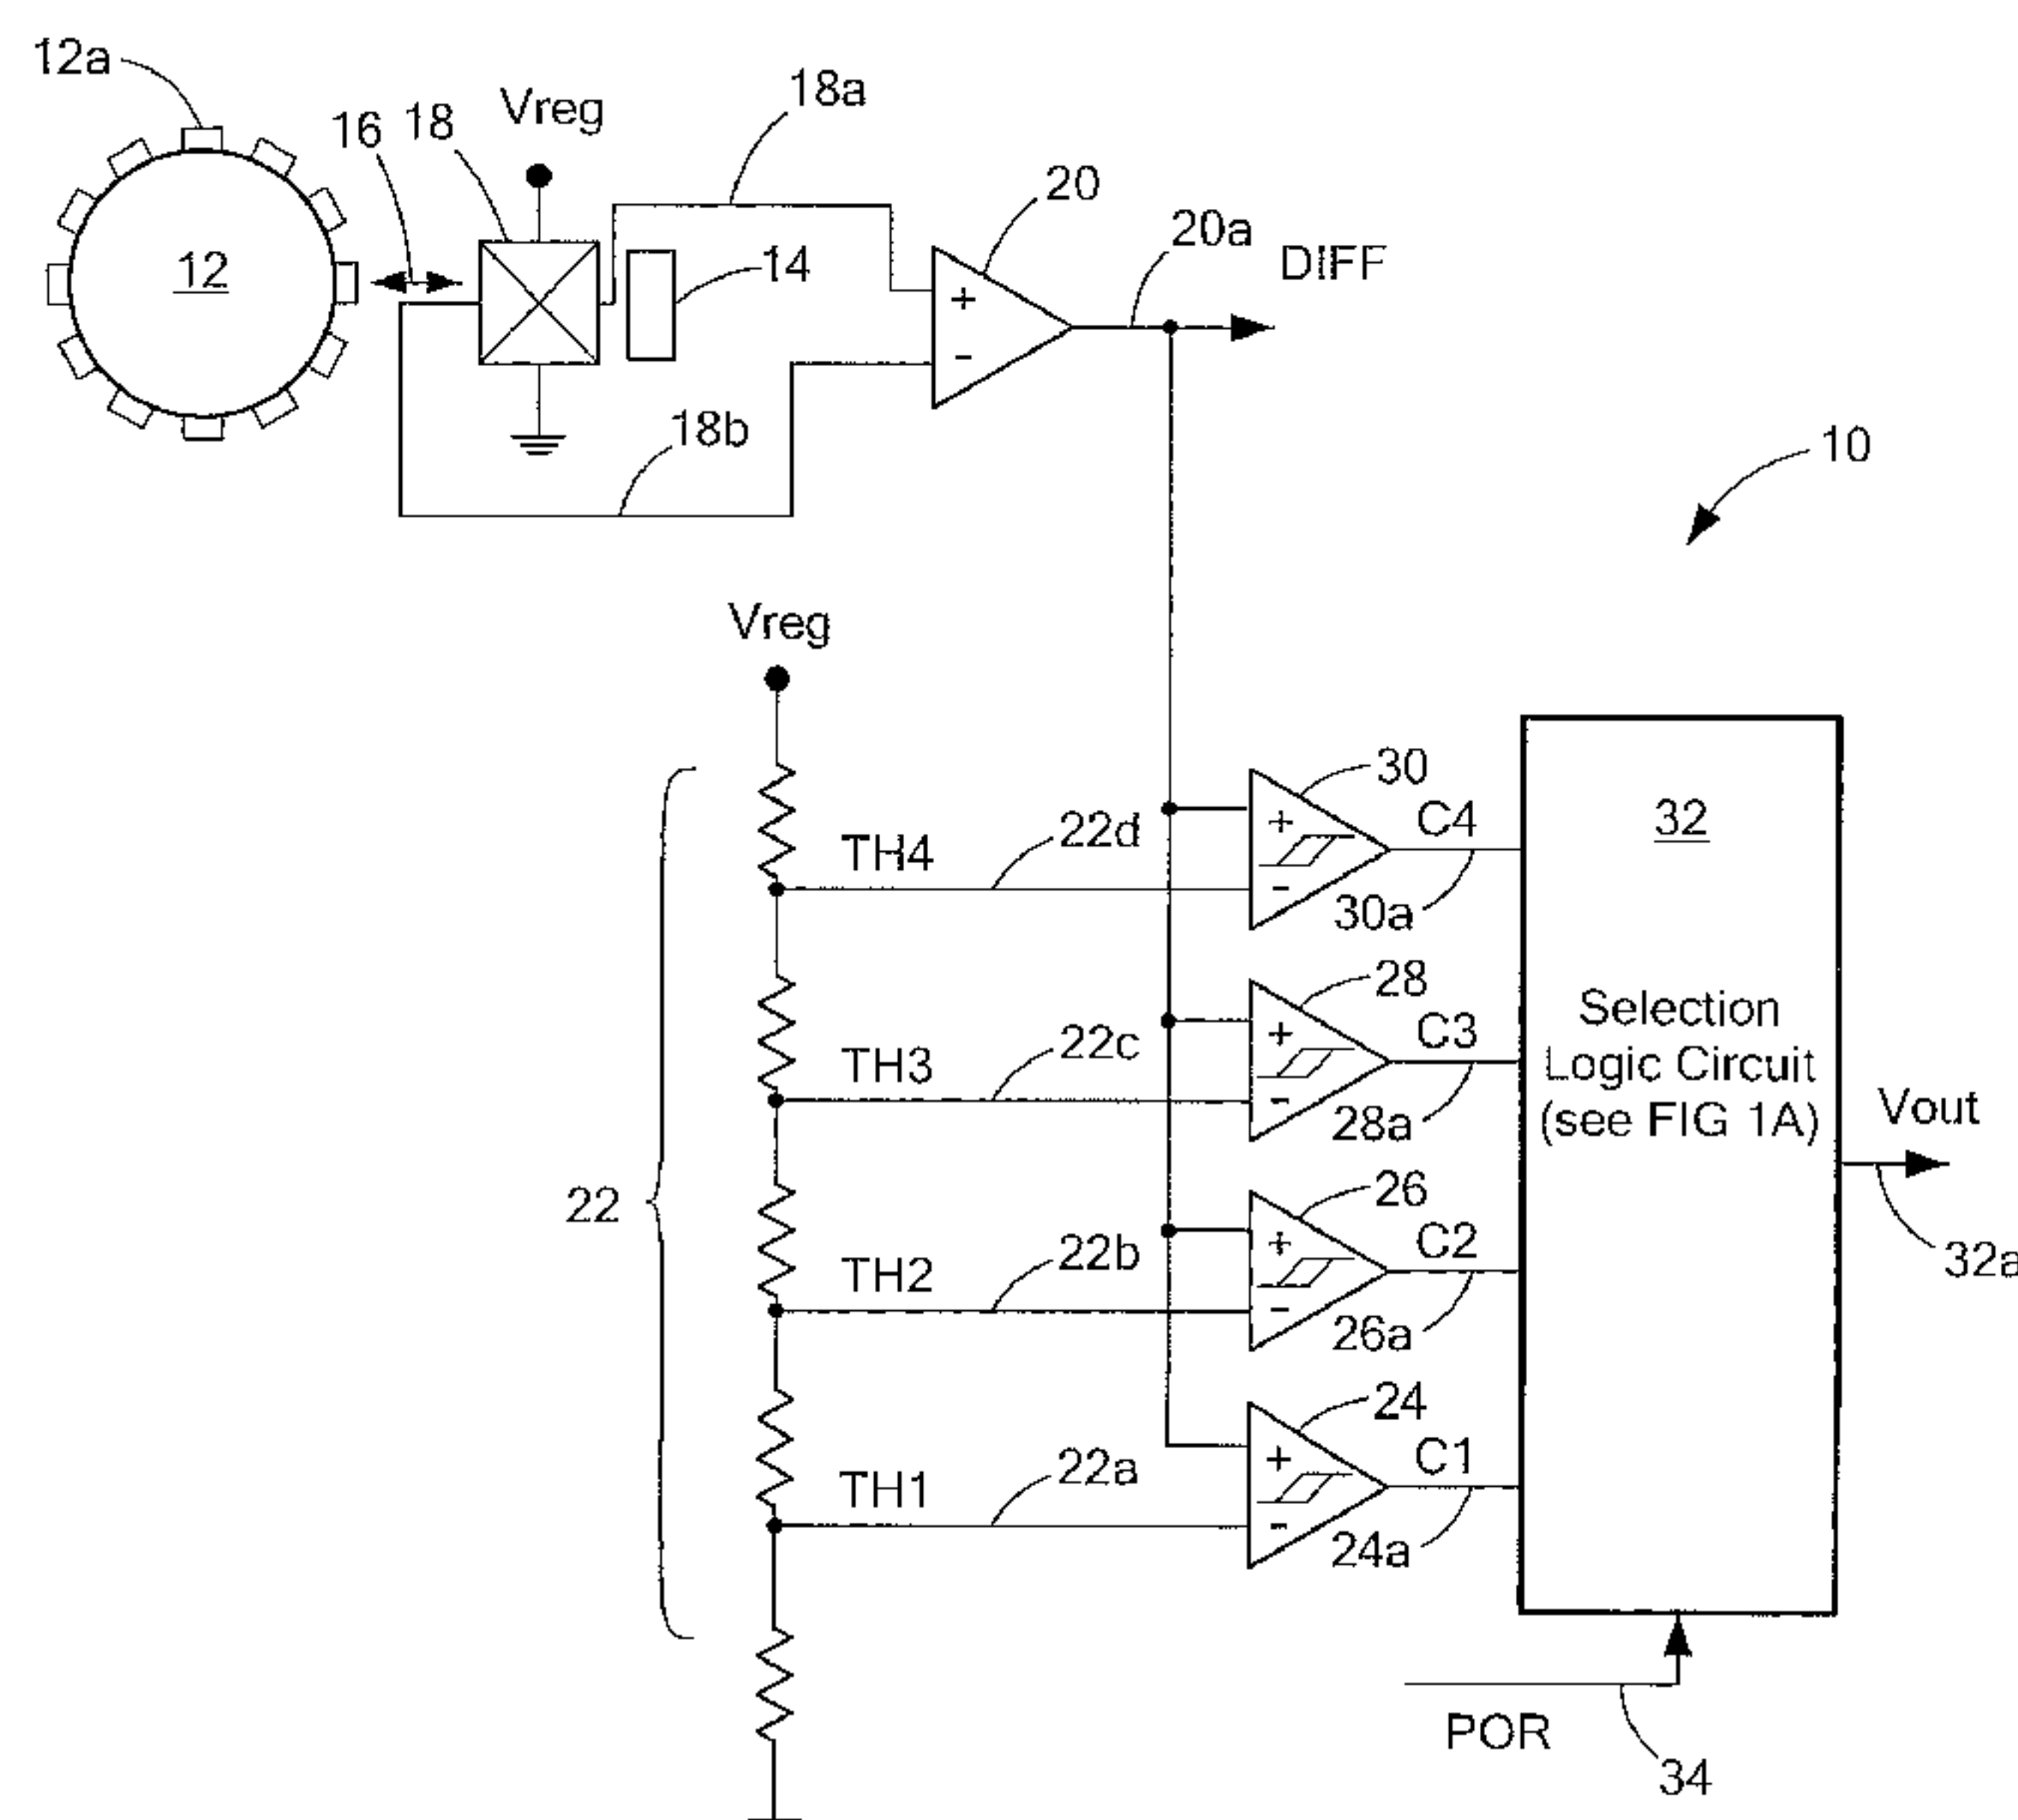 12a
16
18
Vreg
18a
20
20a
DIFF
12
14
18b
10
Vreg
30
C4
32
TH4
22d
30a
28
C3
Selection
Logic Circuit
(see FIG 1A)
TH3
22c
28a
Vout
22
26
C2
TH2
22b
26a
32a
24
C1
TH1
22a
24a
POR
34
+
-
+
-
+
-
+
-
+
-